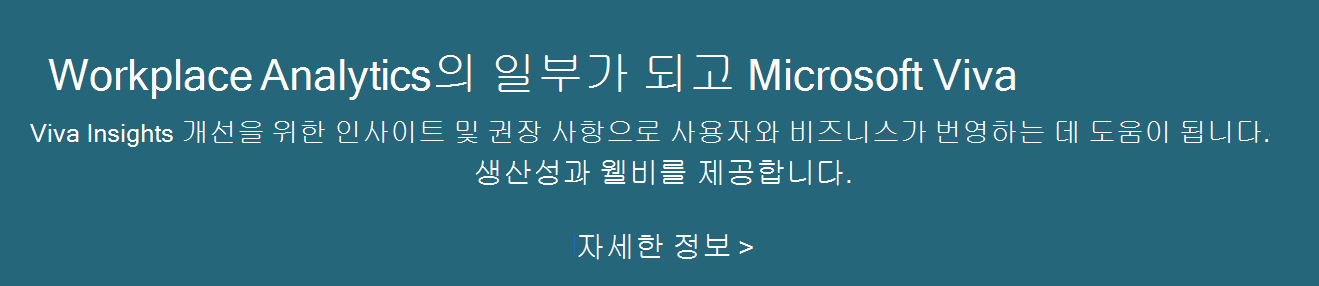 Workplace Analytics의 일부가 되고 Microsoft Viva
Viva Insights 개선을 위한 인사이트 및 권장 사항으로 사용자와 비즈니스가 번영하는 데 도움이 됩니다.
생산성과 웰비를 제공합니다.
자세한 정보 >